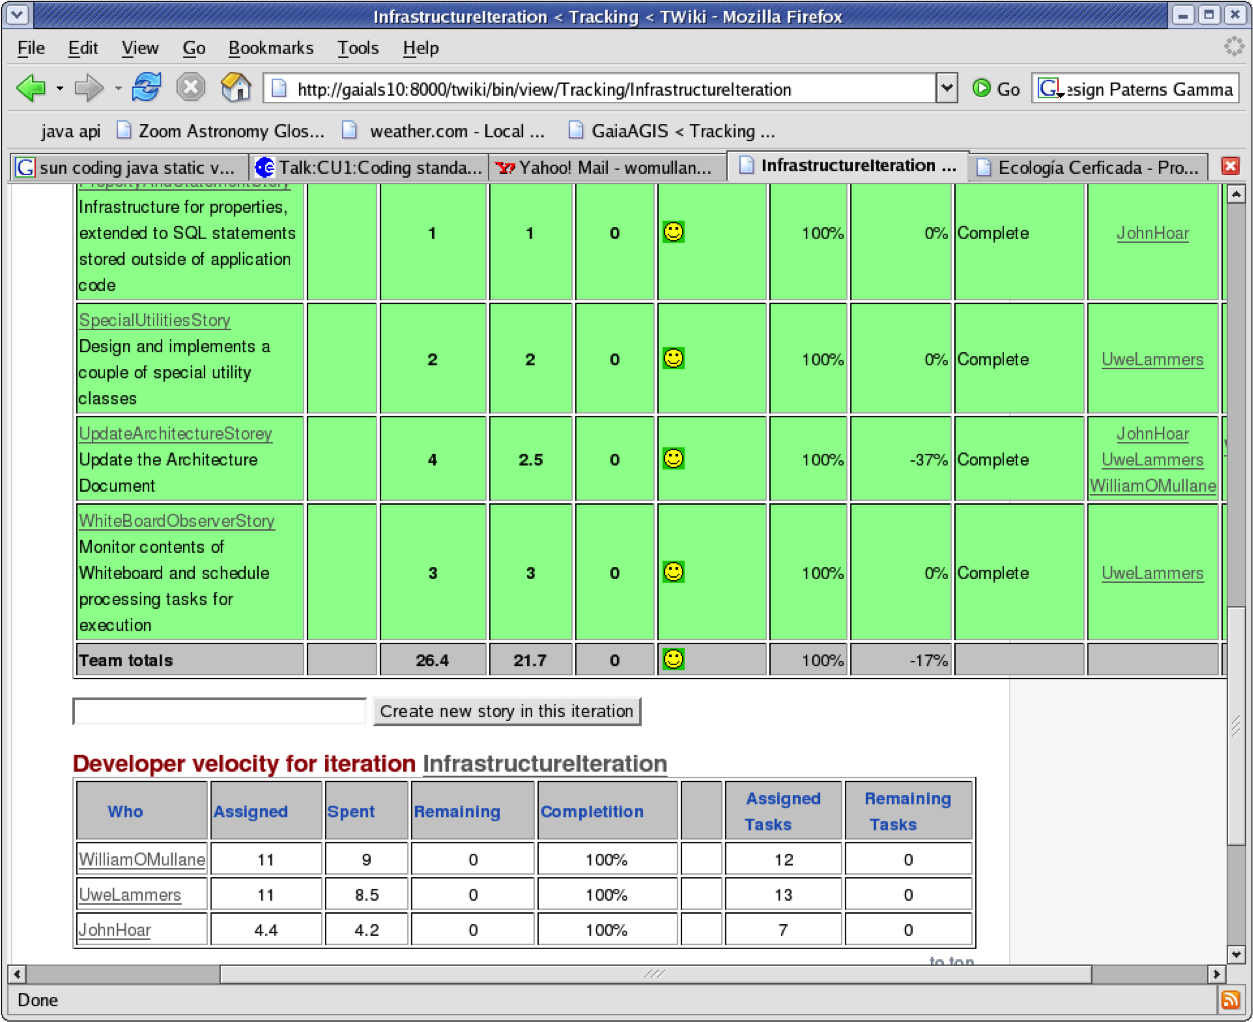 InfrastructureIteration < Tracking < TWiki - Mozilla Firefox
File Edit View Go Bookmarks Tools Help
http://gaials10:8000/twiki/bin/view/Tracking/InfrastructureIteration Go esign Paterns Gamma
java api Zoom Astronomy Glos... weather.com - Local ... GaiaAGIS < Tracking ...
sun coding java static v... Talk:CU1:Coding standa... Yahoo! Mail - womullan... InfrastructureIteration ... Ecología Cerficada - Pro...
PropertyAndStatementStory
Infrastructure for properties,
extended to SQL statements 1 1 0 100% 0% Complete JohnHoar
stored outside of application
code
SpecialUtilitiesStory
Design and implements a
couple of special utility 2 2 0 100% 0% Complete UweLammers
classes
UpdateArchitectureStorey JohnHoar
Update the Architecture 4 2.5 0 100% -37% Complete UweLammers
Document WilliamOMullane
WhiteBoardObserverStory
Monitor contents of
Whiteboard and schedule 3 3 0 100% 0% Complete UweLammers
processing tasks for
execution
Team totals 26.4 21.7 0 100% -17%
Create new story in this iteration
Developer velocity for iteration InfrastructureIteration
Who Assigned Spent Remaining Completition Assigned Tasks Remaining Tasks
WilliamOMullane 11 9 0 100% 12 0
UweLammers 11 8.5 0 100% 13 0
JohnHoar 4.4 4.2 0 100% 7 0
to top
Done